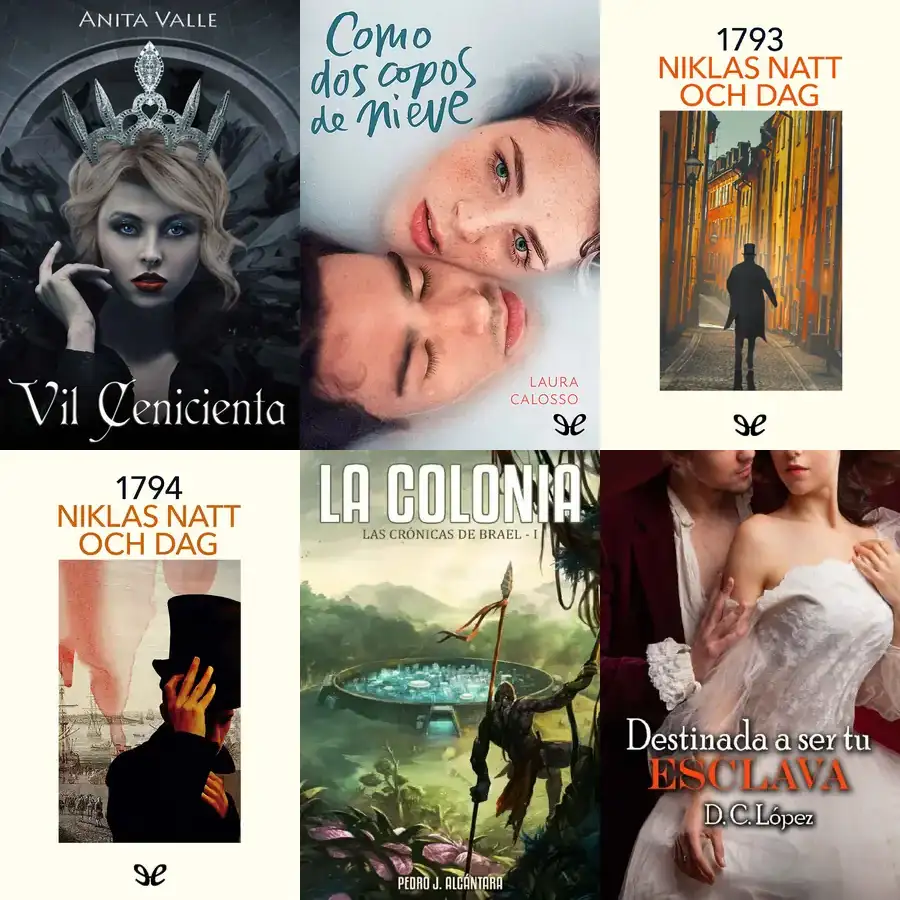 ANITA VALLE
Vil Cenicienta
Como
dos copos
de nieve
LAURA
CALOSSO
1793
NIKLAS NATT
OCH DAG
1794
NIKLAS NATT
OCH DAG
LA COLONIA
LAS CRÓNICAS DE BRAEL - I
PEDRO J. ALCÁNTARA
Destinada a ser tu
ESCLAVA
D. C. López